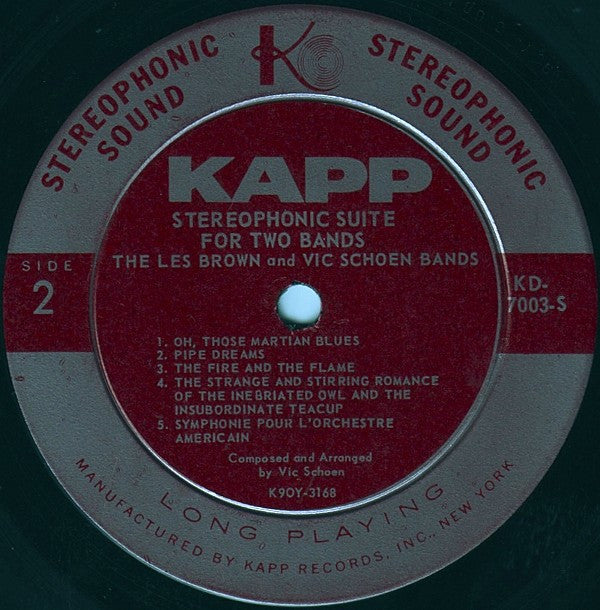 STEREOPHONIC
SOUND
K
STEREOPHONIC
SOUND
KAPP
STEREOPHONIC SUITE
FOR TWO BANDS
THE LES BROWN and VIC SCHOEN BANDS
SIDE
2
KD-
7003-S
1. OH, THOSE MARTIAN BLUES
2. PIPE DREAMS
3. THE FIRE AND THE FLAME
4. THE STRANGE AND STIRRING ROMANCE
OF THE INEBRIATED OWL AND THE
INSUBORDINATE TEACUP
5. SYMPHONIE POUR L'ORCHESTRE
AMERICAIN
Composed and Arranged
by Vic Schoen
K9OY-3168
LONG PLAYING
MANUFACTURED BY KAPP RECORDS, INC., NEW YORK